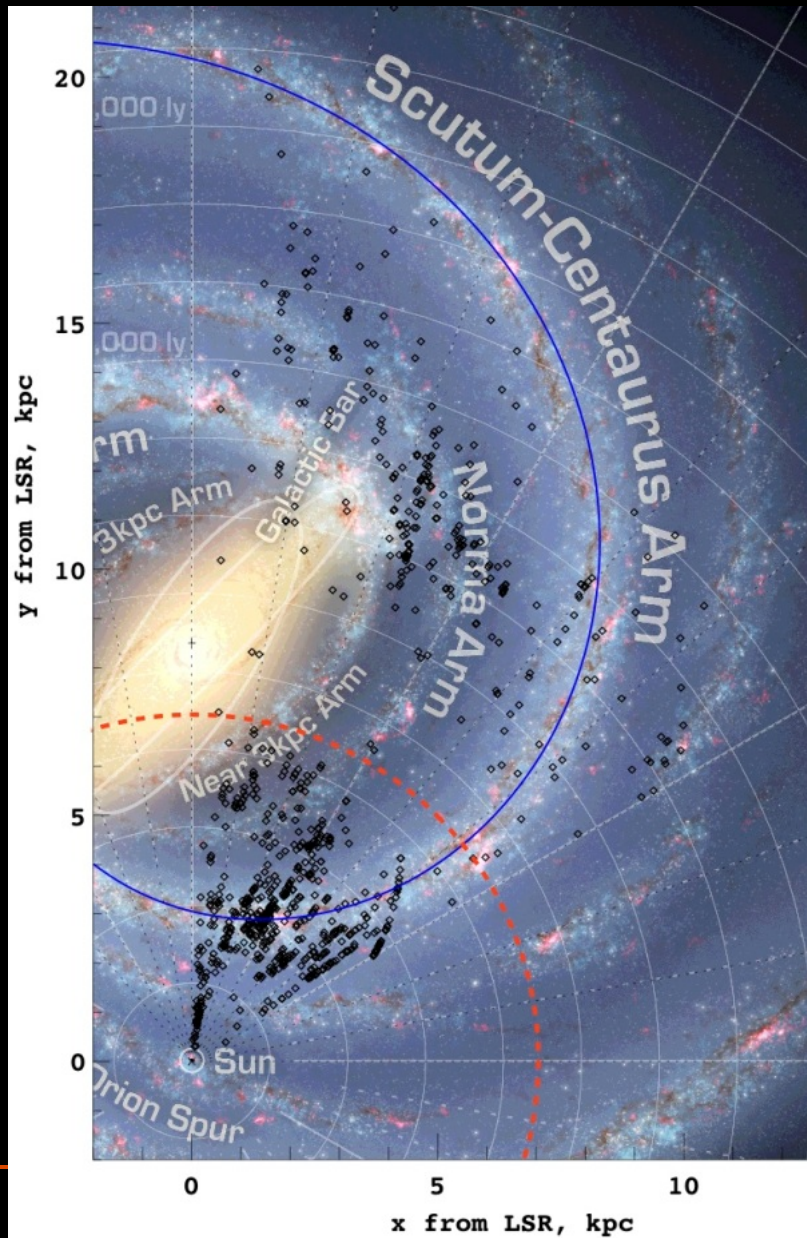 20
,000 ly
Scutum-Centaurus Arm
15
,000 ly
Galactic Bar
rm
3kpc Arm
Norma Arm
10
Near 3kpc Arm
5
0
Sun
Orion Spur
0 5 10
x from LSR, kpc
y from LSR, kpc